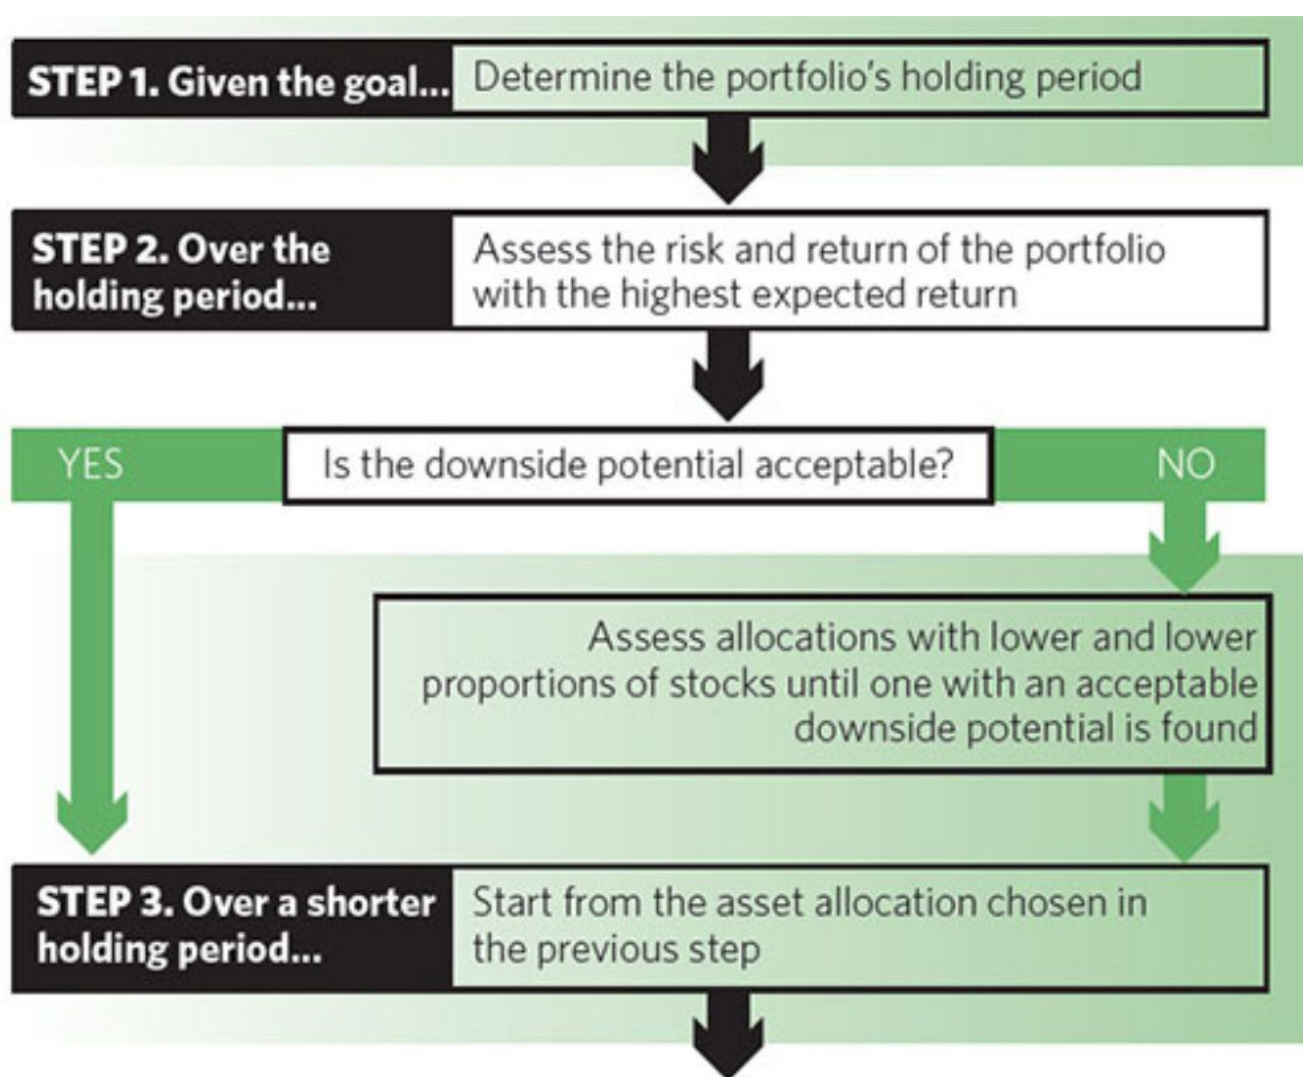 STEP 1. Given the goal...
Determine the portfolio’s holding period
STEP 2. Over the
holding period...
Assess the risk and return of the portfolio
with the highest expected return
YES
Is the downside potential acceptable?
NO
Assess allocations with lower and lower
proportions of stocks until one with an acceptable
downside potential is found
STEP 3. Over a shorter
holding period...
Start from the asset allocation chosen in
the previous step